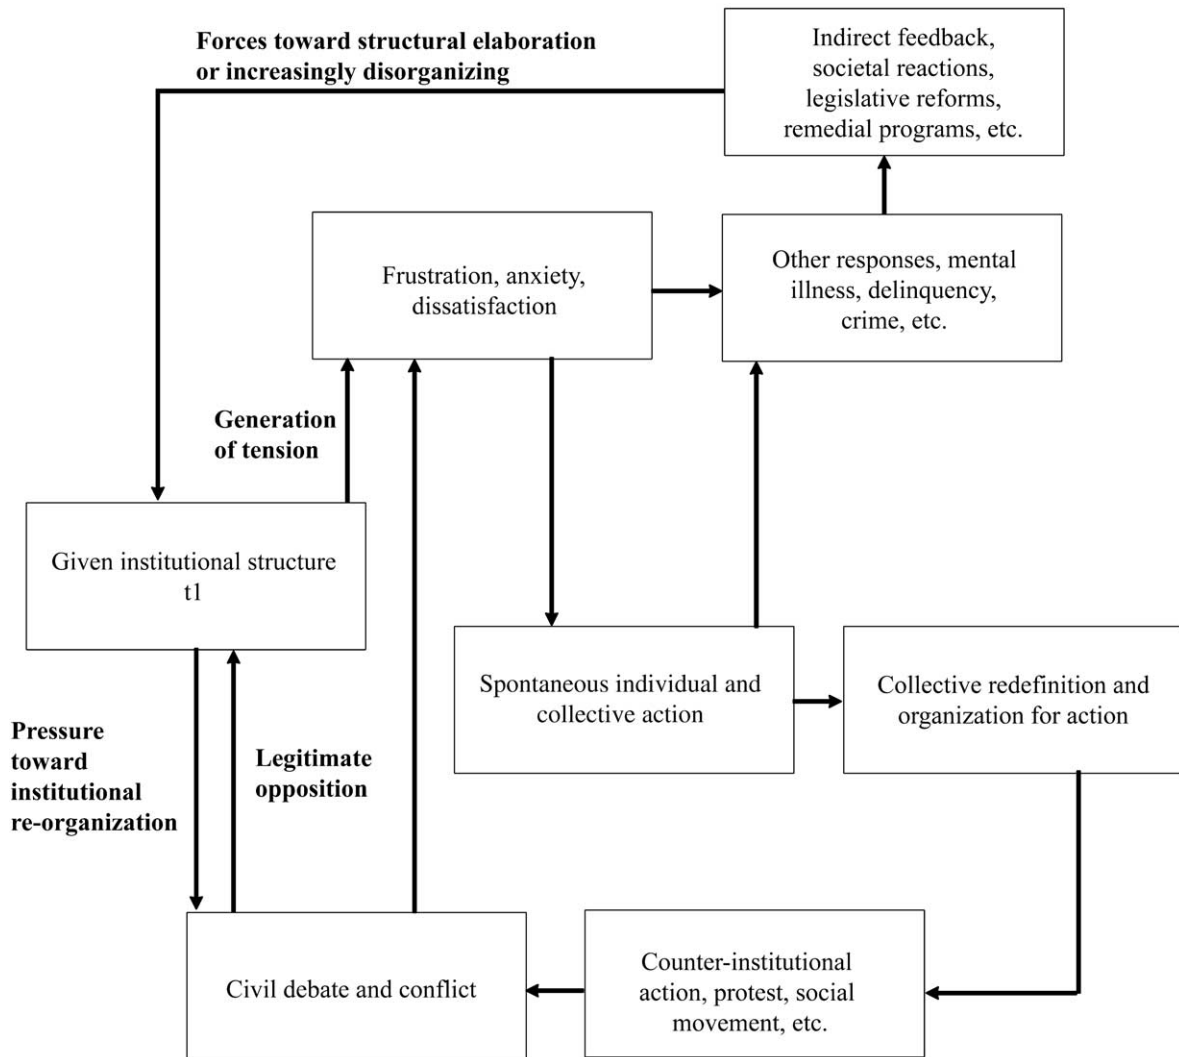 Forces toward structural elaboration
or increasingly disorganizing
Indirect feedback,
societal reactions,
legislative reforms,
remedial programs, etc.
Frustration, anxiety,
dissatisfaction
Other responses, mental
illness, delinquency,
crime, etc.
Generation
of tension
Given institutional structure
t1
Spontaneous individual and
collective action
Collective redefinition and
organization for action
Pressure
toward
institutional
re-organization
Legitimate
opposition
Civil debate and conflict
Counter-institutional
action, protest, social
movement, etc.